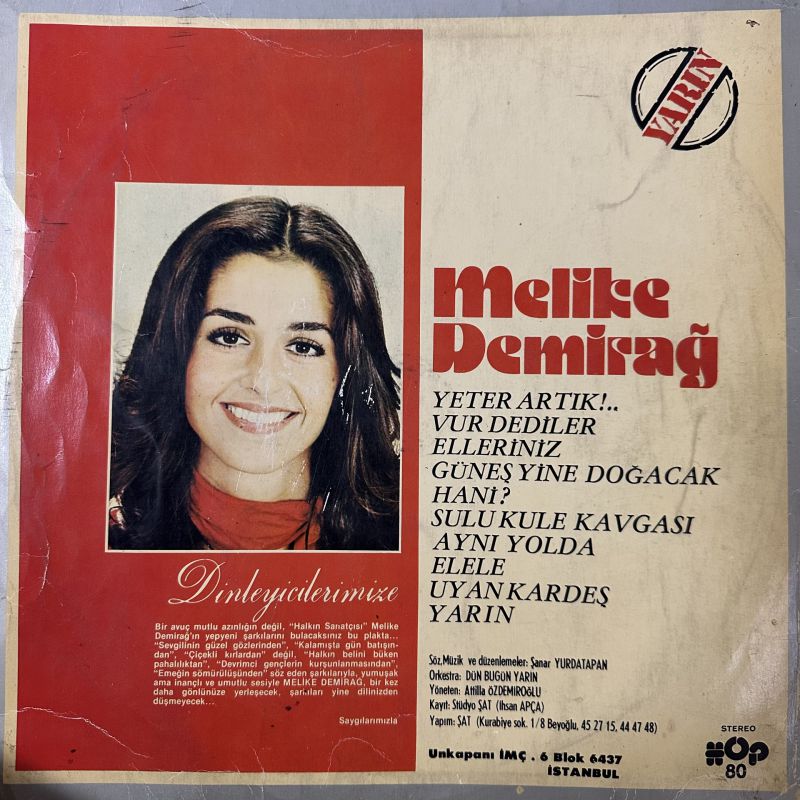 YARIN
Melike
Demirağ
YETER ARTIK!..
VUR DEDİLER
ELLERİNİZ
GÜNEŞ YİNE DOĞACAK
HANİ?
SULUKULE KAVGASI
AYNI YOLDA
ELELE
UYAN KARDEŞ
YARIN
Dinleyicilerimize
Bir avuç mutlu azınlığın değil, "Halkın Sanatçısı" Melike
Demirağ'ın yepyeni şarkılarını bulacaksınız bu plakta...
"Sevgilinin güzel gözlerinden", "Kalamışta gün batışın-
dan", "Çiçekli kırlardan" değil, "Halkın belini büken
pahalılıktan", "Devrimci gençlerin kurşunlanmasından",
"Emeğin sömürülüşünden" söz eden şarkılarıyla, yumuşak
ama inançlı ve umutlu sesiyle MELİKE DEMİRAĞ, bir kez
daha gönlünüze yerleşecek, şarkıları yine dilinizden
düşmeyecek...
Saygılarımızla
Söz,Müzik ve düzenlemeler: Şanar YURDATAPAN
Orkestra: DÜN BUGÜN YARIN
Yöneten: Attilla ÖZDEMİROĞLU
Kayıt: Stüdyo ŞAT (İhsan APÇA)
Yapım: ŞAT (Kurabiye sok. 1/8 Beyoğlu, 45 27 15, 44 47 48)
Unkapanı İMÇ . 6 Blok 6437
İSTANBUL
STEREO
HOP
80